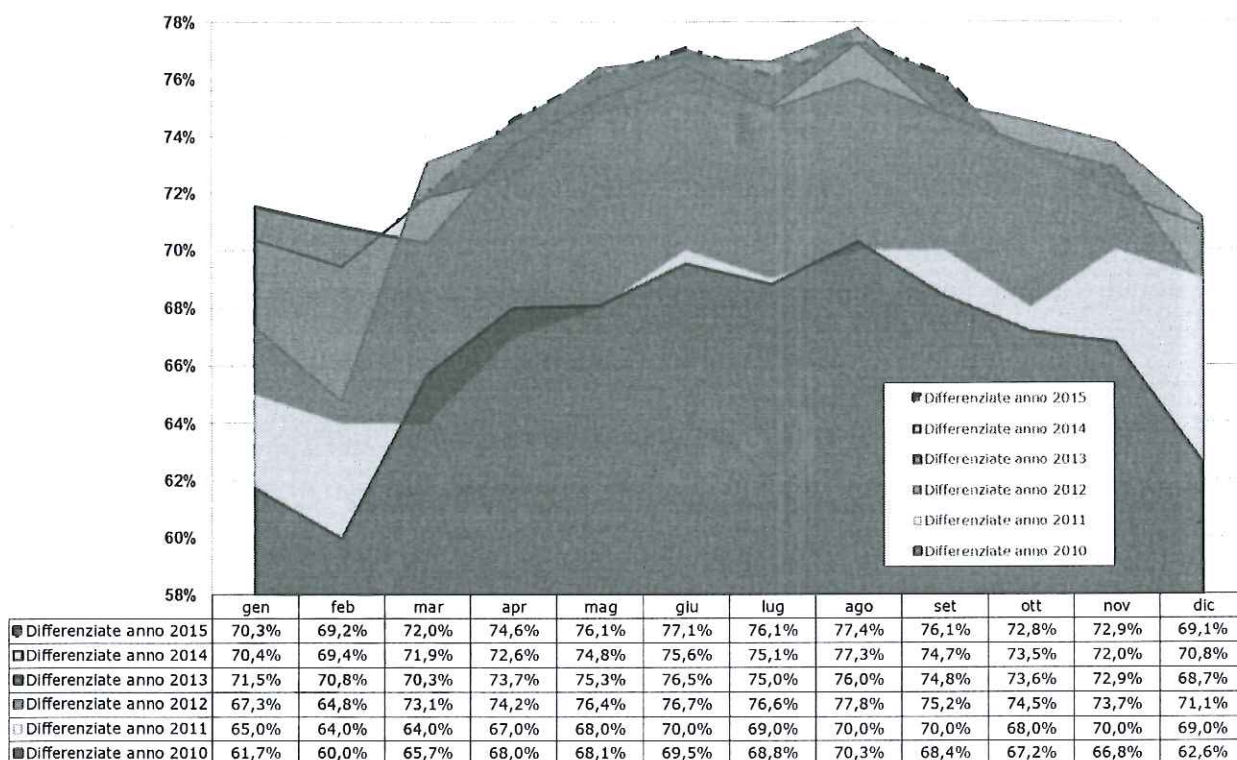 78%
76%
74%
72%
70%
68%
66%
64%
62%
60%
58%
Differenziate anno 2015
Differenziate anno 2014
Differenziate anno 2013
Differenziate anno 2012
Differenziate anno 2011
Differenziate anno 2010
gen feb mar apr mag giu lug ago set ott nov dic
Differenziate anno 2015 70,3% 69,2% 72,0% 74,6% 76,1% 77,1% 76,1% 77,4% 76,1% 72,8% 72,9% 69,1%
Differenziate anno 2014 70,4% 69,4% 71,9% 72,6% 74,8% 75,6% 75,1% 77,3% 74,7% 73,5% 72,0% 70,8%
Differenziate anno 2013 71,5% 70,8% 70,3% 73,7% 75,3% 76,5% 75,0% 76,0% 74,8% 73,6% 72,9% 68,7%
Differenziate anno 2012 67,3% 64,8% 73,1% 74,2% 76,4% 76,7% 76,6% 77,8% 75,2% 74,5% 73,7% 71,1%
Differenziate anno 2011 65,0% 64,0% 64,0% 67,0% 68,0% 70,0% 69,0% 70,0% 70,0% 68,0% 70,0% 69,0%
Differenziate anno 2010 61,7% 60,0% 65,7% 68,0% 68,1% 69,5% 68,8% 70,3% 68,4% 67,2% 66,8% 62,6%